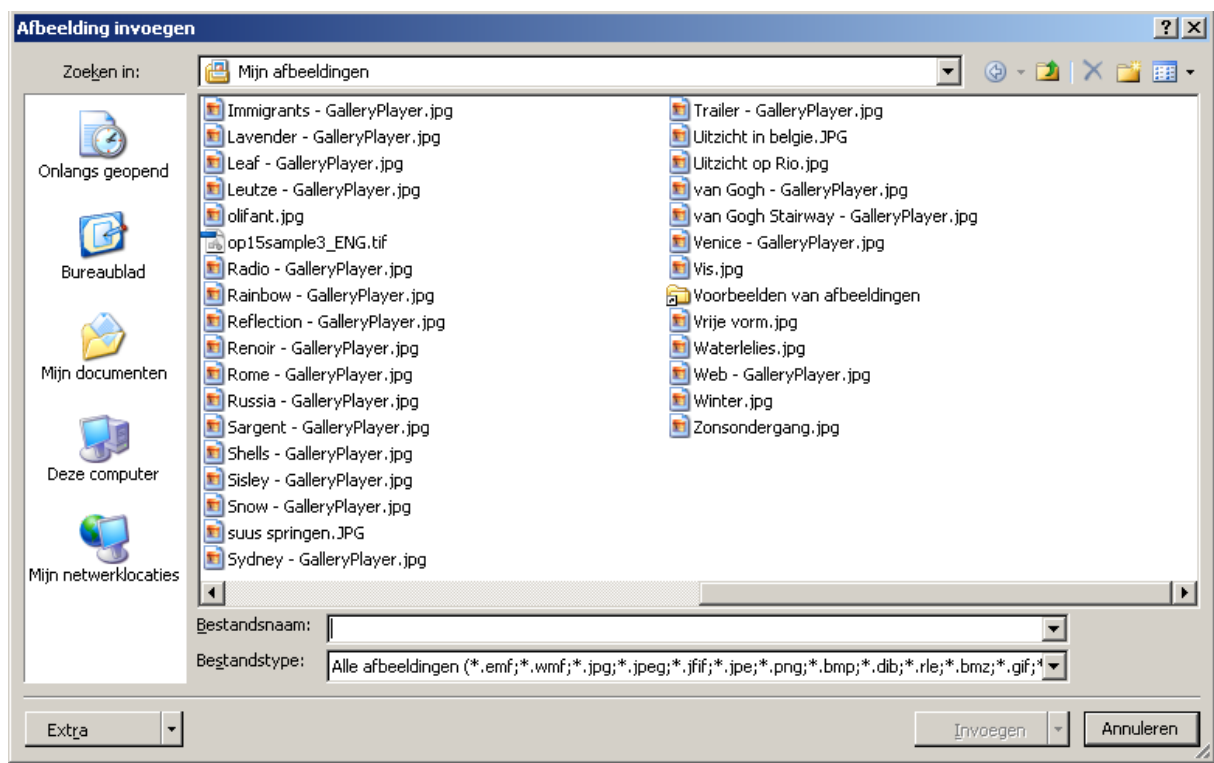 Afbeelding invoegen
Zoeken in:
Mijn afbeeldingen
Onlangs geopend
Bureaublad
Mijn documenten
Deze computer
Mijn netwerklocaties
Immigrants - GalleryPlayer.jpg
Lavender - GalleryPlayer.jpg
Leaf - GalleryPlayer.jpg
Leutze - GalleryPlayer.jpg
olifant.jpg
op15sample3_ENG.tif
Radio - GalleryPlayer.jpg
Rainbow - GalleryPlayer.jpg
Reflection - GalleryPlayer.jpg
Renoir - GalleryPlayer.jpg
Rome - GalleryPlayer.jpg
Russia - GalleryPlayer.jpg
Sargent - GalleryPlayer.jpg
Shells - GalleryPlayer.jpg
Sisley - GalleryPlayer.jpg
Snow - GalleryPlayer.jpg
suus springen.JPG
Sydney - GalleryPlayer.jpg
Trailer - GalleryPlayer.jpg
Uitzicht in belgie.JPG
Uitzicht op Rio.jpg
van Gogh - GalleryPlayer.jpg
van Gogh Stairway - GalleryPlayer.jpg
Venice - GalleryPlayer.jpg
Vis.jpg
Voorbeelden van afbeeldingen
Vrije vorm.jpg
Waterlelies.jpg
Web - GalleryPlayer.jpg
Winter.jpg
Zonsondergang.jpg
Bestandsnaam:
Bestandstype:
Alle afbeeldingen (*.emf;*.wmf;*.jpg;*.jpeg;*.jfif;*.jpe;*.png;*.bmp;*.dib;*.rle;*.bmz;*.gif;*
Extra
Invoegen
Annuleren